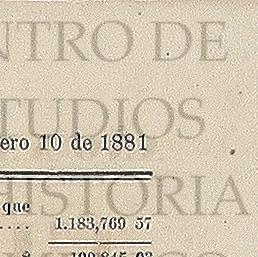 NTRO DE
TUDIOS
ero 10 de 1881
HISTORIA
que
.... 1.183,769 57